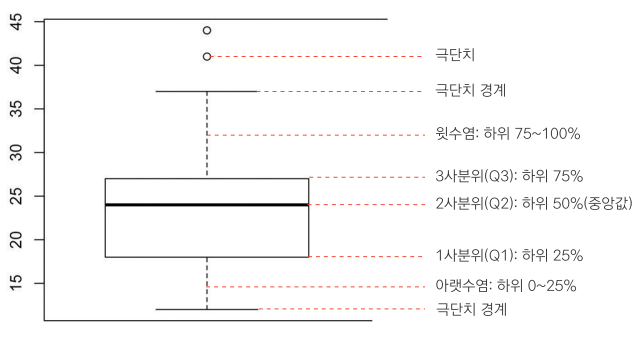 45
40
35
30
25
20
15
극단치
극단치 경계
윗수염: 하위 75~100%
3사분위(Q3): 하위 75%
2사분위(Q2): 하위 50%(중앙값)
1사분위(Q1): 하위 25%
아랫수염: 하위 0~25%
극단치 경계